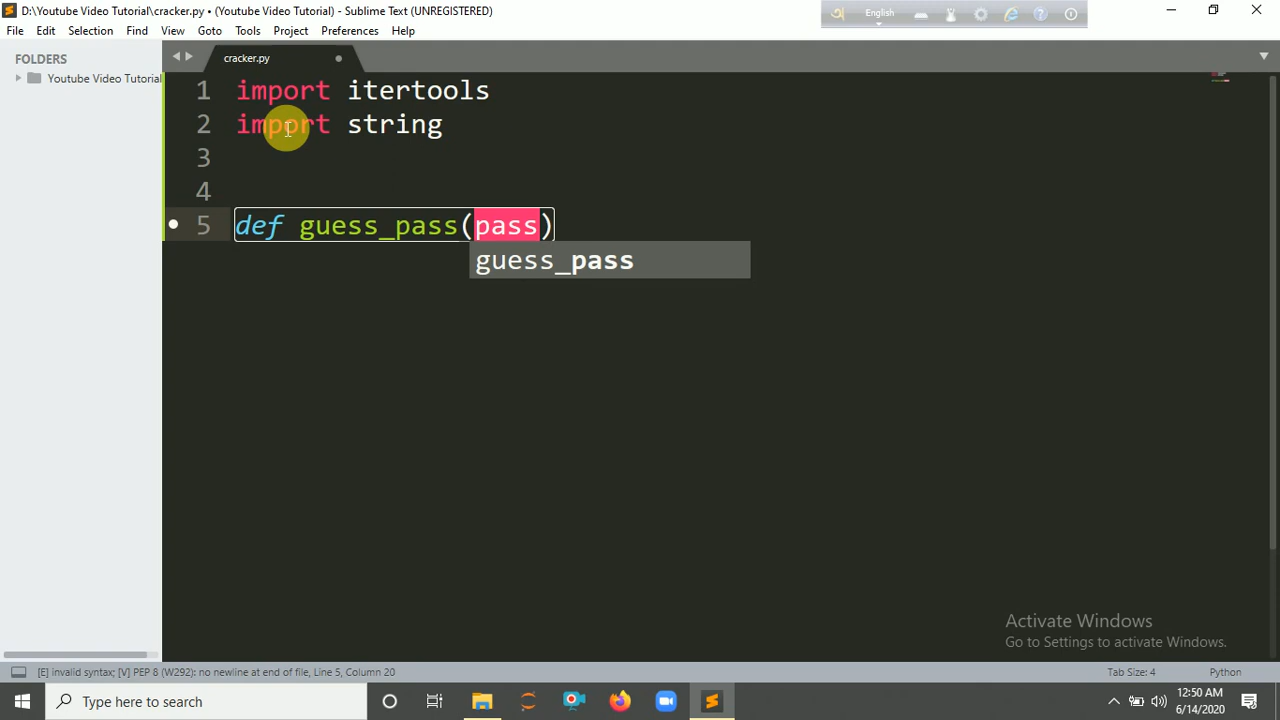 D:\Youtube Video Tutorial\cracker.py • (Youtube Video Tutorial) - Sublime Text (UNREGISTERED)
English
File Edit Selection Find View Goto Tools Project Preferences Help
FOLDERS
Youtube Video Tutorial
cracker.py
1 import itertools
2 import string
3
4
5 def guess_pass(pass)
guess_pass
Activate Windows
Go to Settings to activate Windows.
[E] invalid syntax; [V] PEP 8 (W292): no newline at end of file, Line 5, Column 20
Tab Size: 4
Python
Type here to search
12:50 AM
6/14/2020